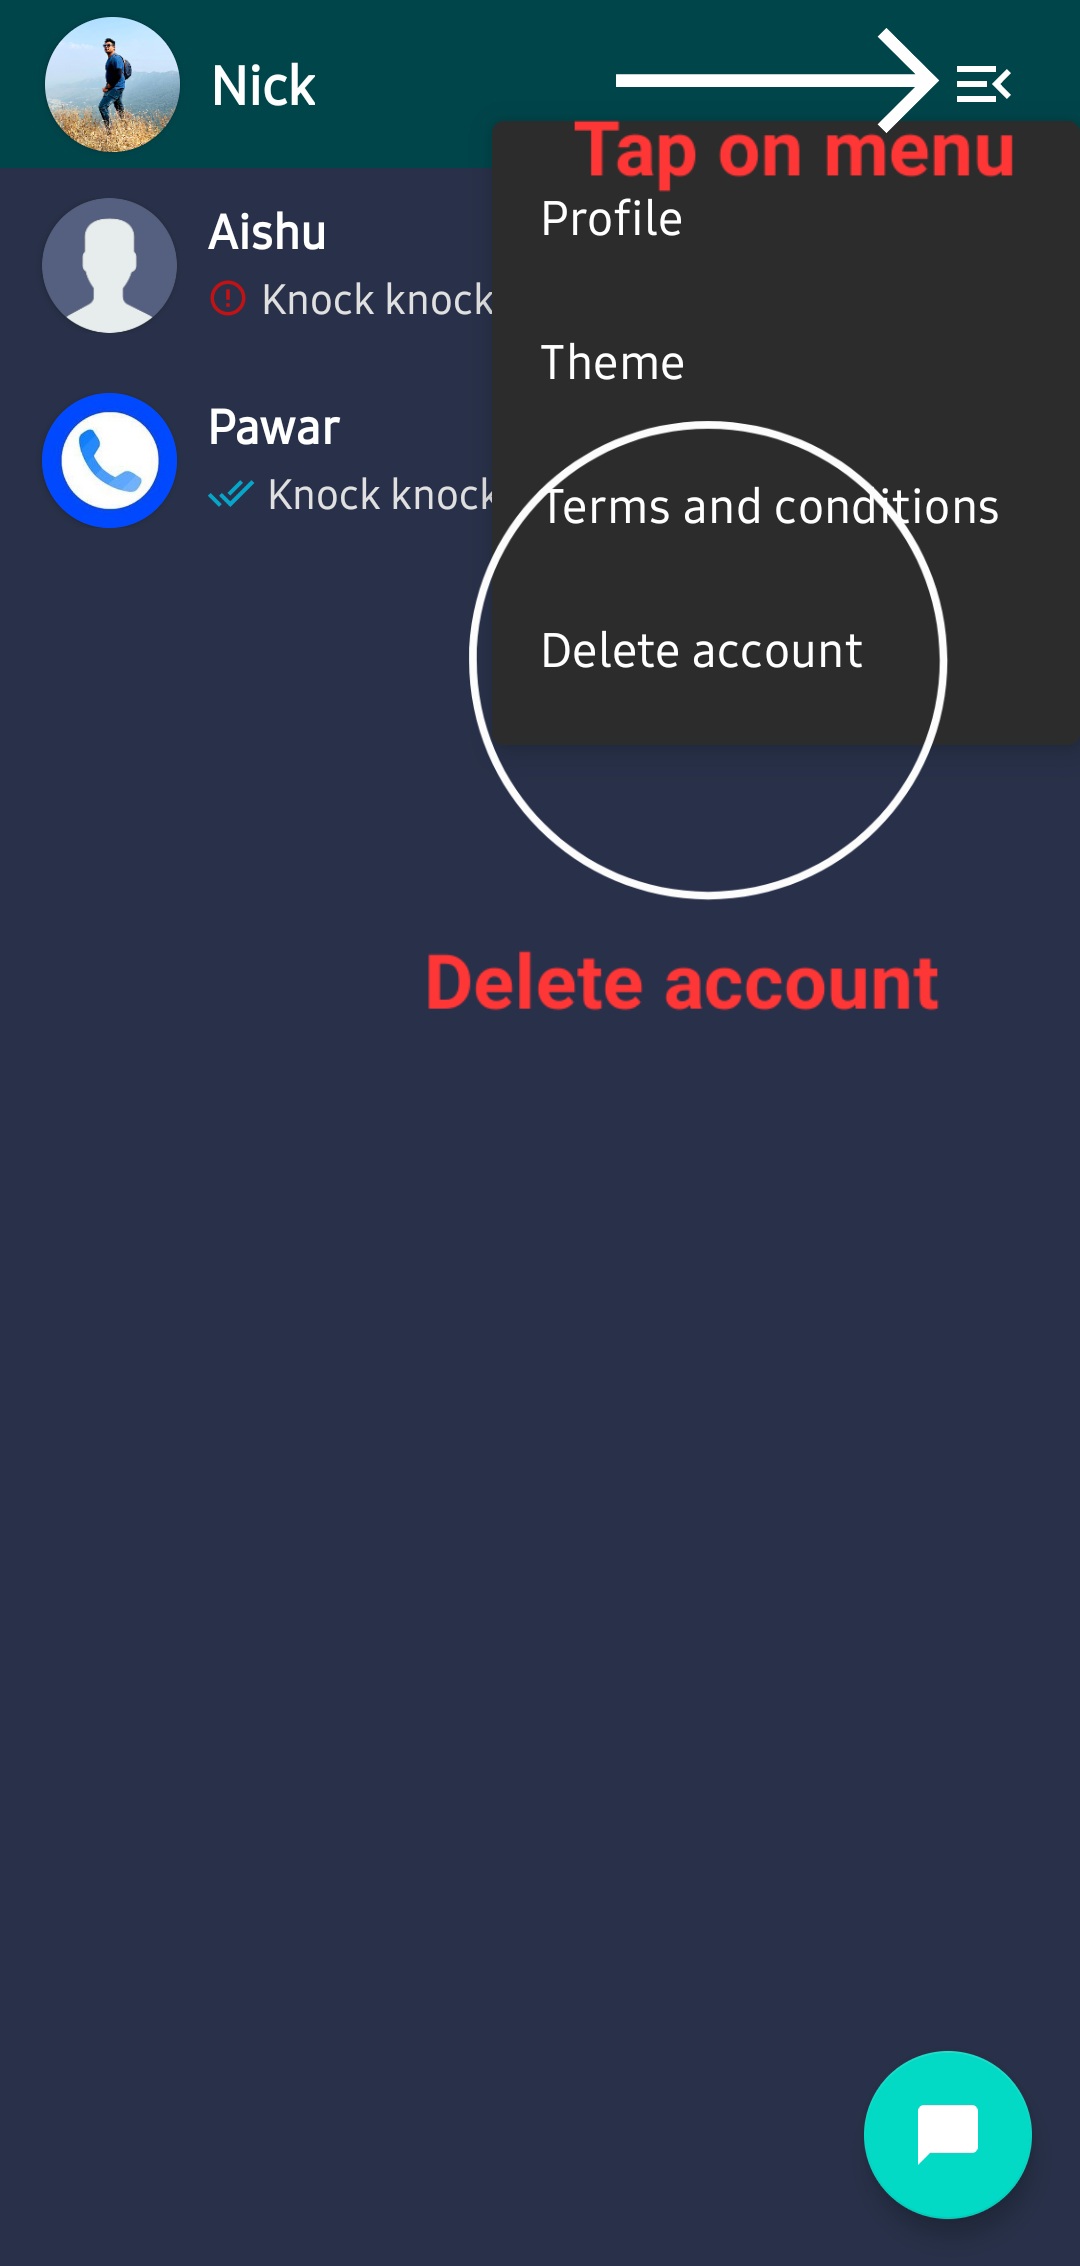 Nick
Tap on menu
Profile
Aishu
Knock knock
Theme
Pawar
Knock knock
Terms and conditions
Delete account
Delete account